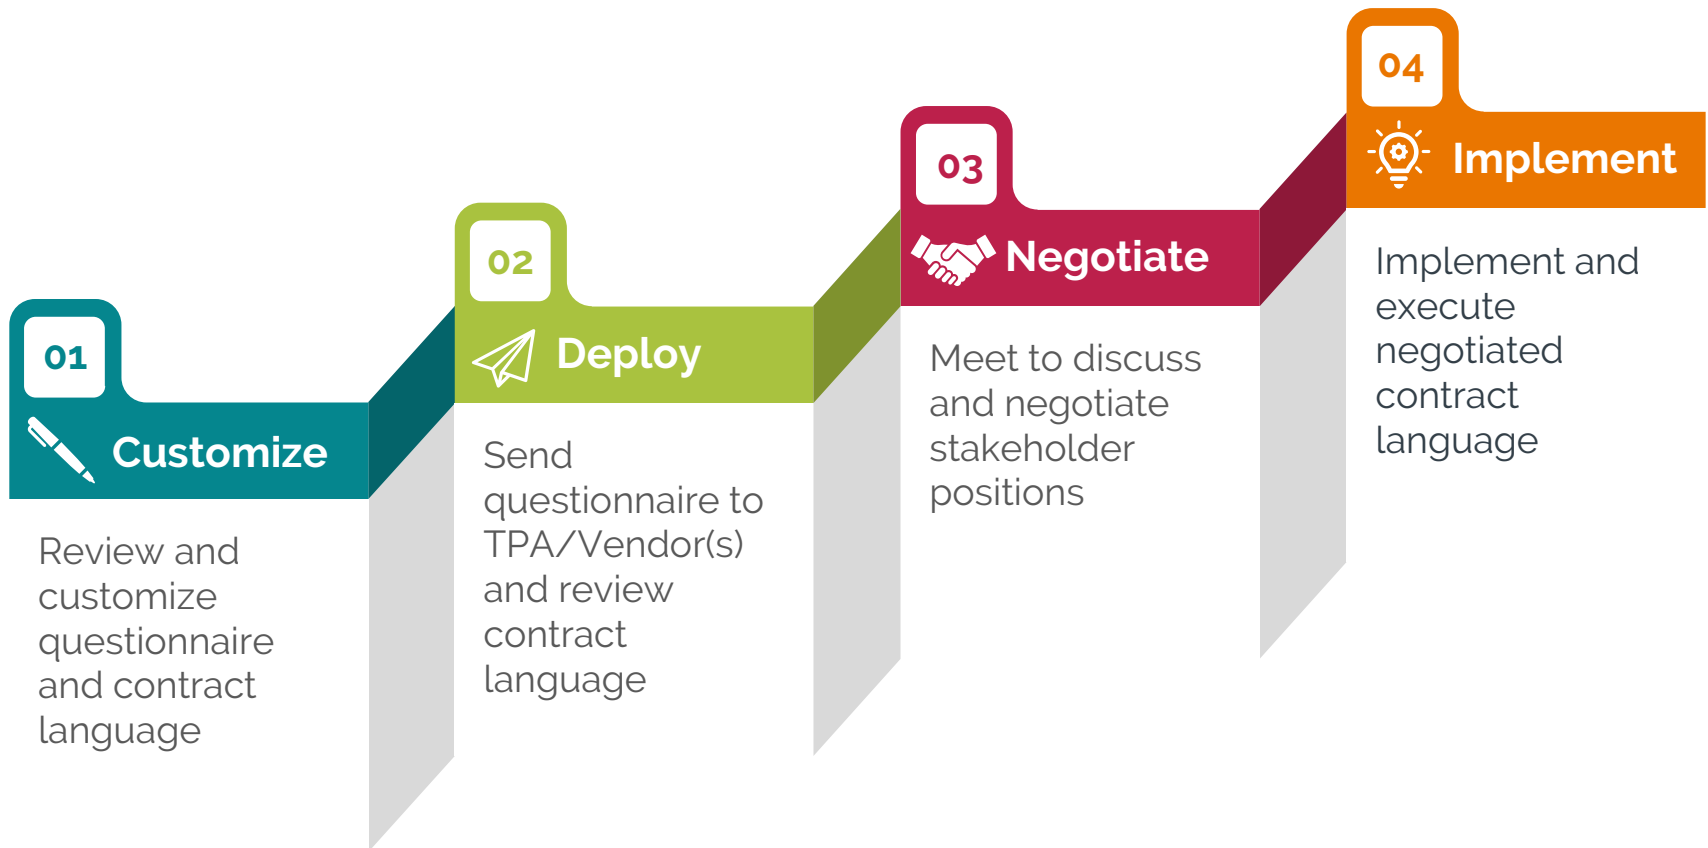 01
Customize
Review and
customize
questionnaire
and contract
language
02
Deploy
Send
questionnaire to
TPA/Vendor(s)
and review
contract
language
03
Negotiate
Meet to discuss
and negotiate
stakeholder
positions
04
Implement
Implement and
execute
negotiated
contract
language